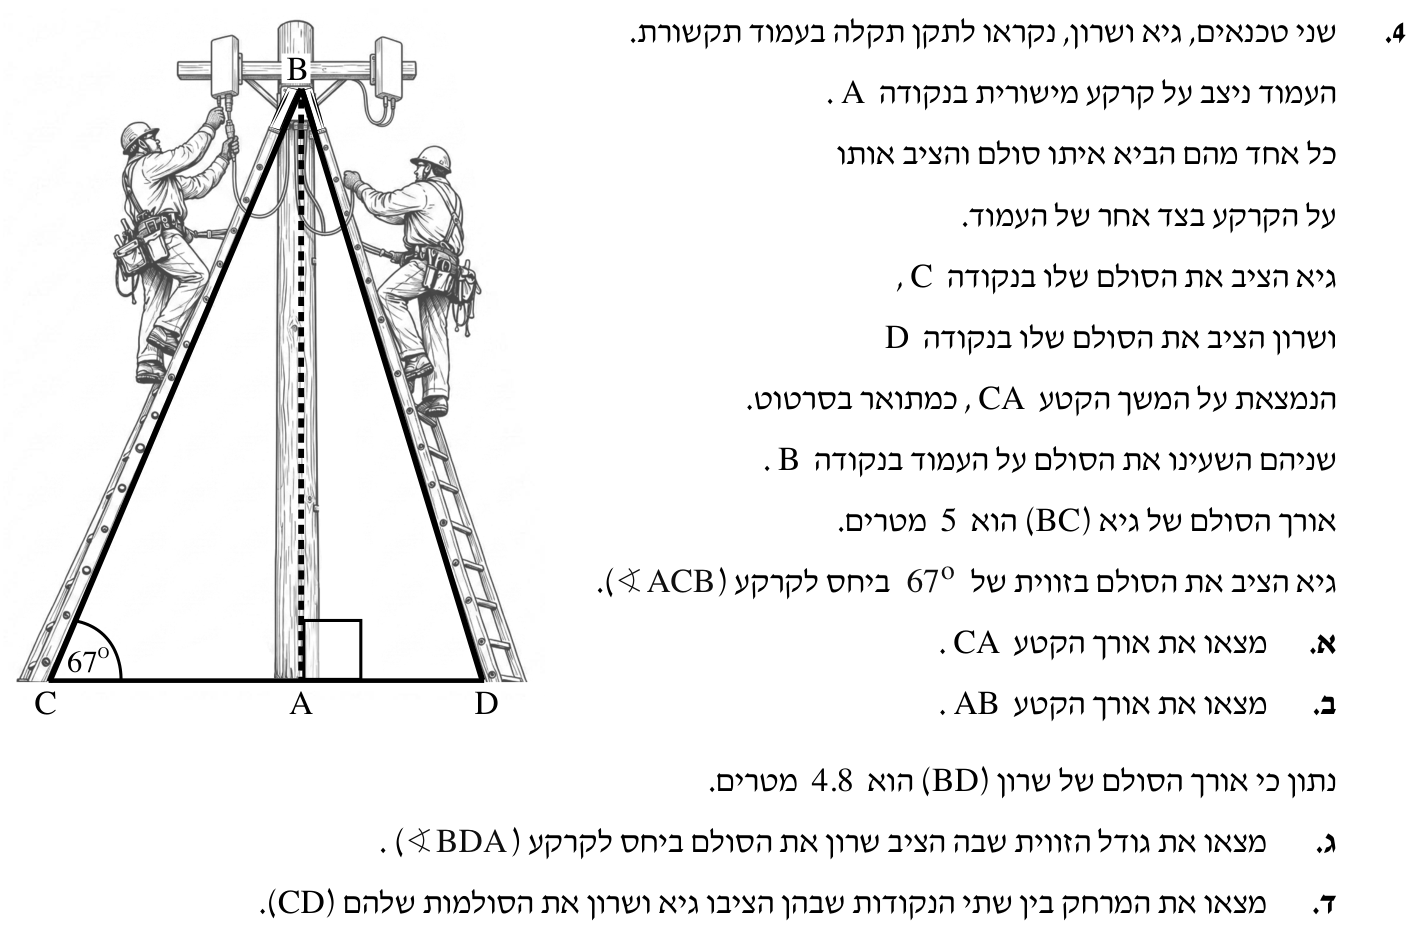 4. שני טכנאים, גיא ושרון, נקראו לתקן תקלה בעמוד תקשורת.
העמוד ניצב על קרקע מישורית בנקודה A .
כל אחד מהם הביא איתו סולם והציב אותו
על הקרקע בצד אחר של העמוד.
גיא הציב את הסולם שלו בנקודה C ,
ושרון הציב את הסולם שלו בנקודה D
הנמצאת על המשך הקטע CA , כמתואר בסרטוט.
שניהם השעינו את הסולם על העמוד בנקודה B .
אורך הסולם של גיא (BC) הוא 5 מטרים.
גיא הציב את הסולם בזווית של 67° ביחס לקרקע (∢ACB).
א. מצאו את אורך הקטע CA .
ב. מצאו את אורך הקטע AB .
נתון כי אורך הסולם של שרון (BD) הוא 4.8 מטרים.
ג. מצאו את גודל הזווית שבה הציב שרון את הסולם ביחס לקרקע (∢BDA) .
ד. מצאו את המרחק בין שתי הנקודות שבהן הציבו גיא ושרון את הסולמות שלהם (CD).
B
67°
C A D